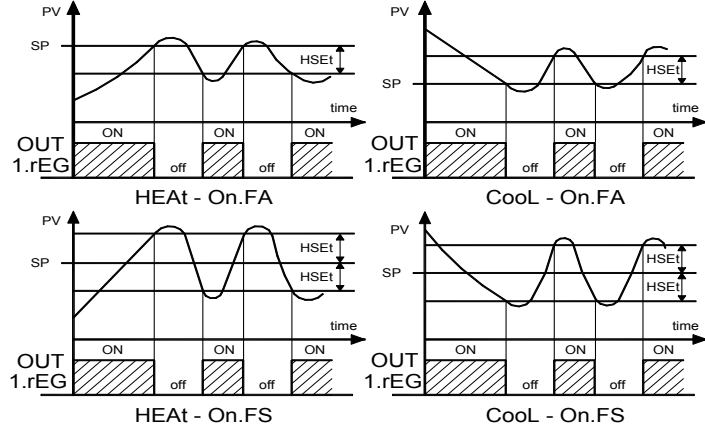 PV
SP
HSEt
time
ON
ON
ON
OUT
1.rEG
off
off
HEAt - On.FA
PV
HSEt
SP
time
ON
ON
ON
OUT
1.rEG
off
off
CooL - On.FA
PV
HSEt
SP
HSEt
time
ON
ON
ON
OUT
1.rEG
off
off
HEAt - On.FS
PV
HSEt
SP
HSEt
time
ON
ON
ON
OUT
1.rEG
off
off
CooL - On.FS